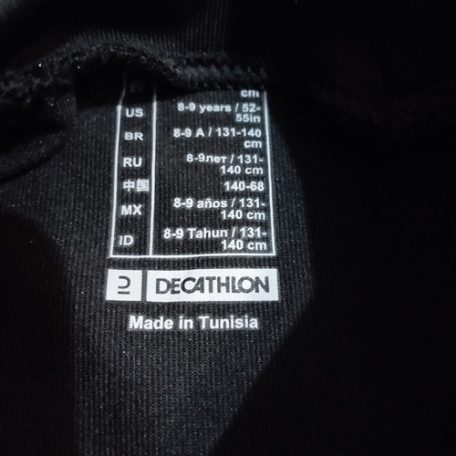 cm
US 8-9 years / 52-
55in
BR 8-9 A / 131-140
cm
RU 8-9лет / 131-
140 cm
中国 140-68
MX 8-9 años / 131-
140 cm
ID 8-9 Tahun / 131-
140 cm
DECATHLON
Made in Tunisia